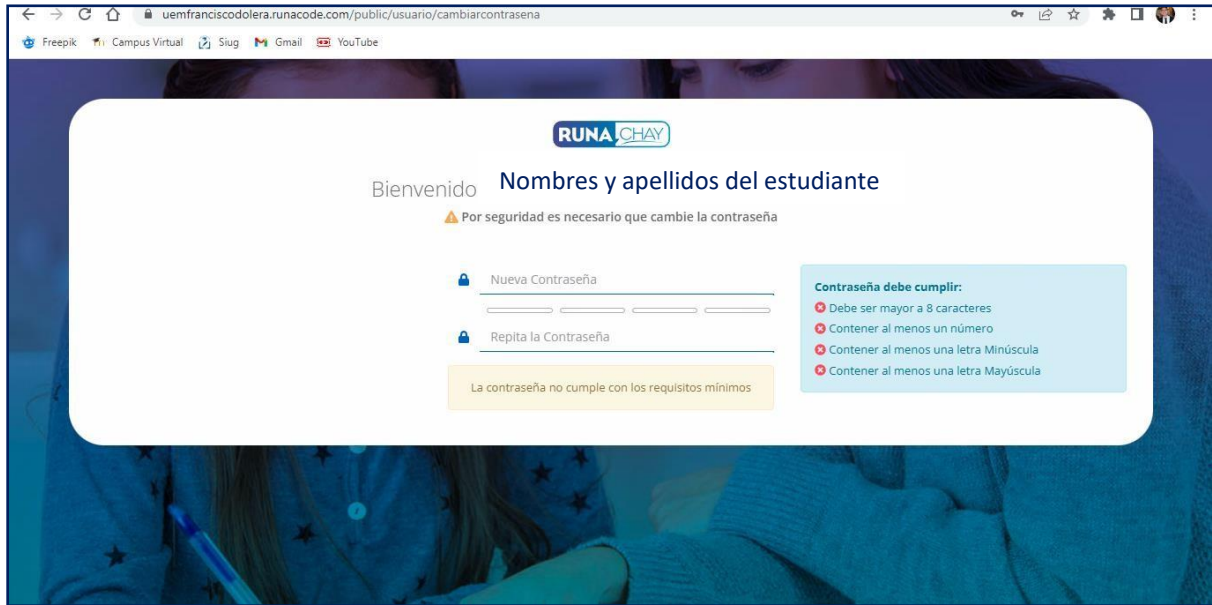 uemfranciscodolera.runacode.com/public/usuario/cambiarcontrasena
Freepik Campus Virtual Siug Gmail YouTube
RUNA CHAY
Bienvenido Nombres y apellidos del estudiante
Por seguridad es necesario que cambie la contraseña
Nueva Contraseña
Repita la Contraseña
La contraseña no cumple con los requisitos mínimos
Contraseña debe cumplir:
Debe ser mayor a 8 caracteres
Contener al menos un número
Contener al menos una letra Minúscula
Contener al menos una letra Mayúscula